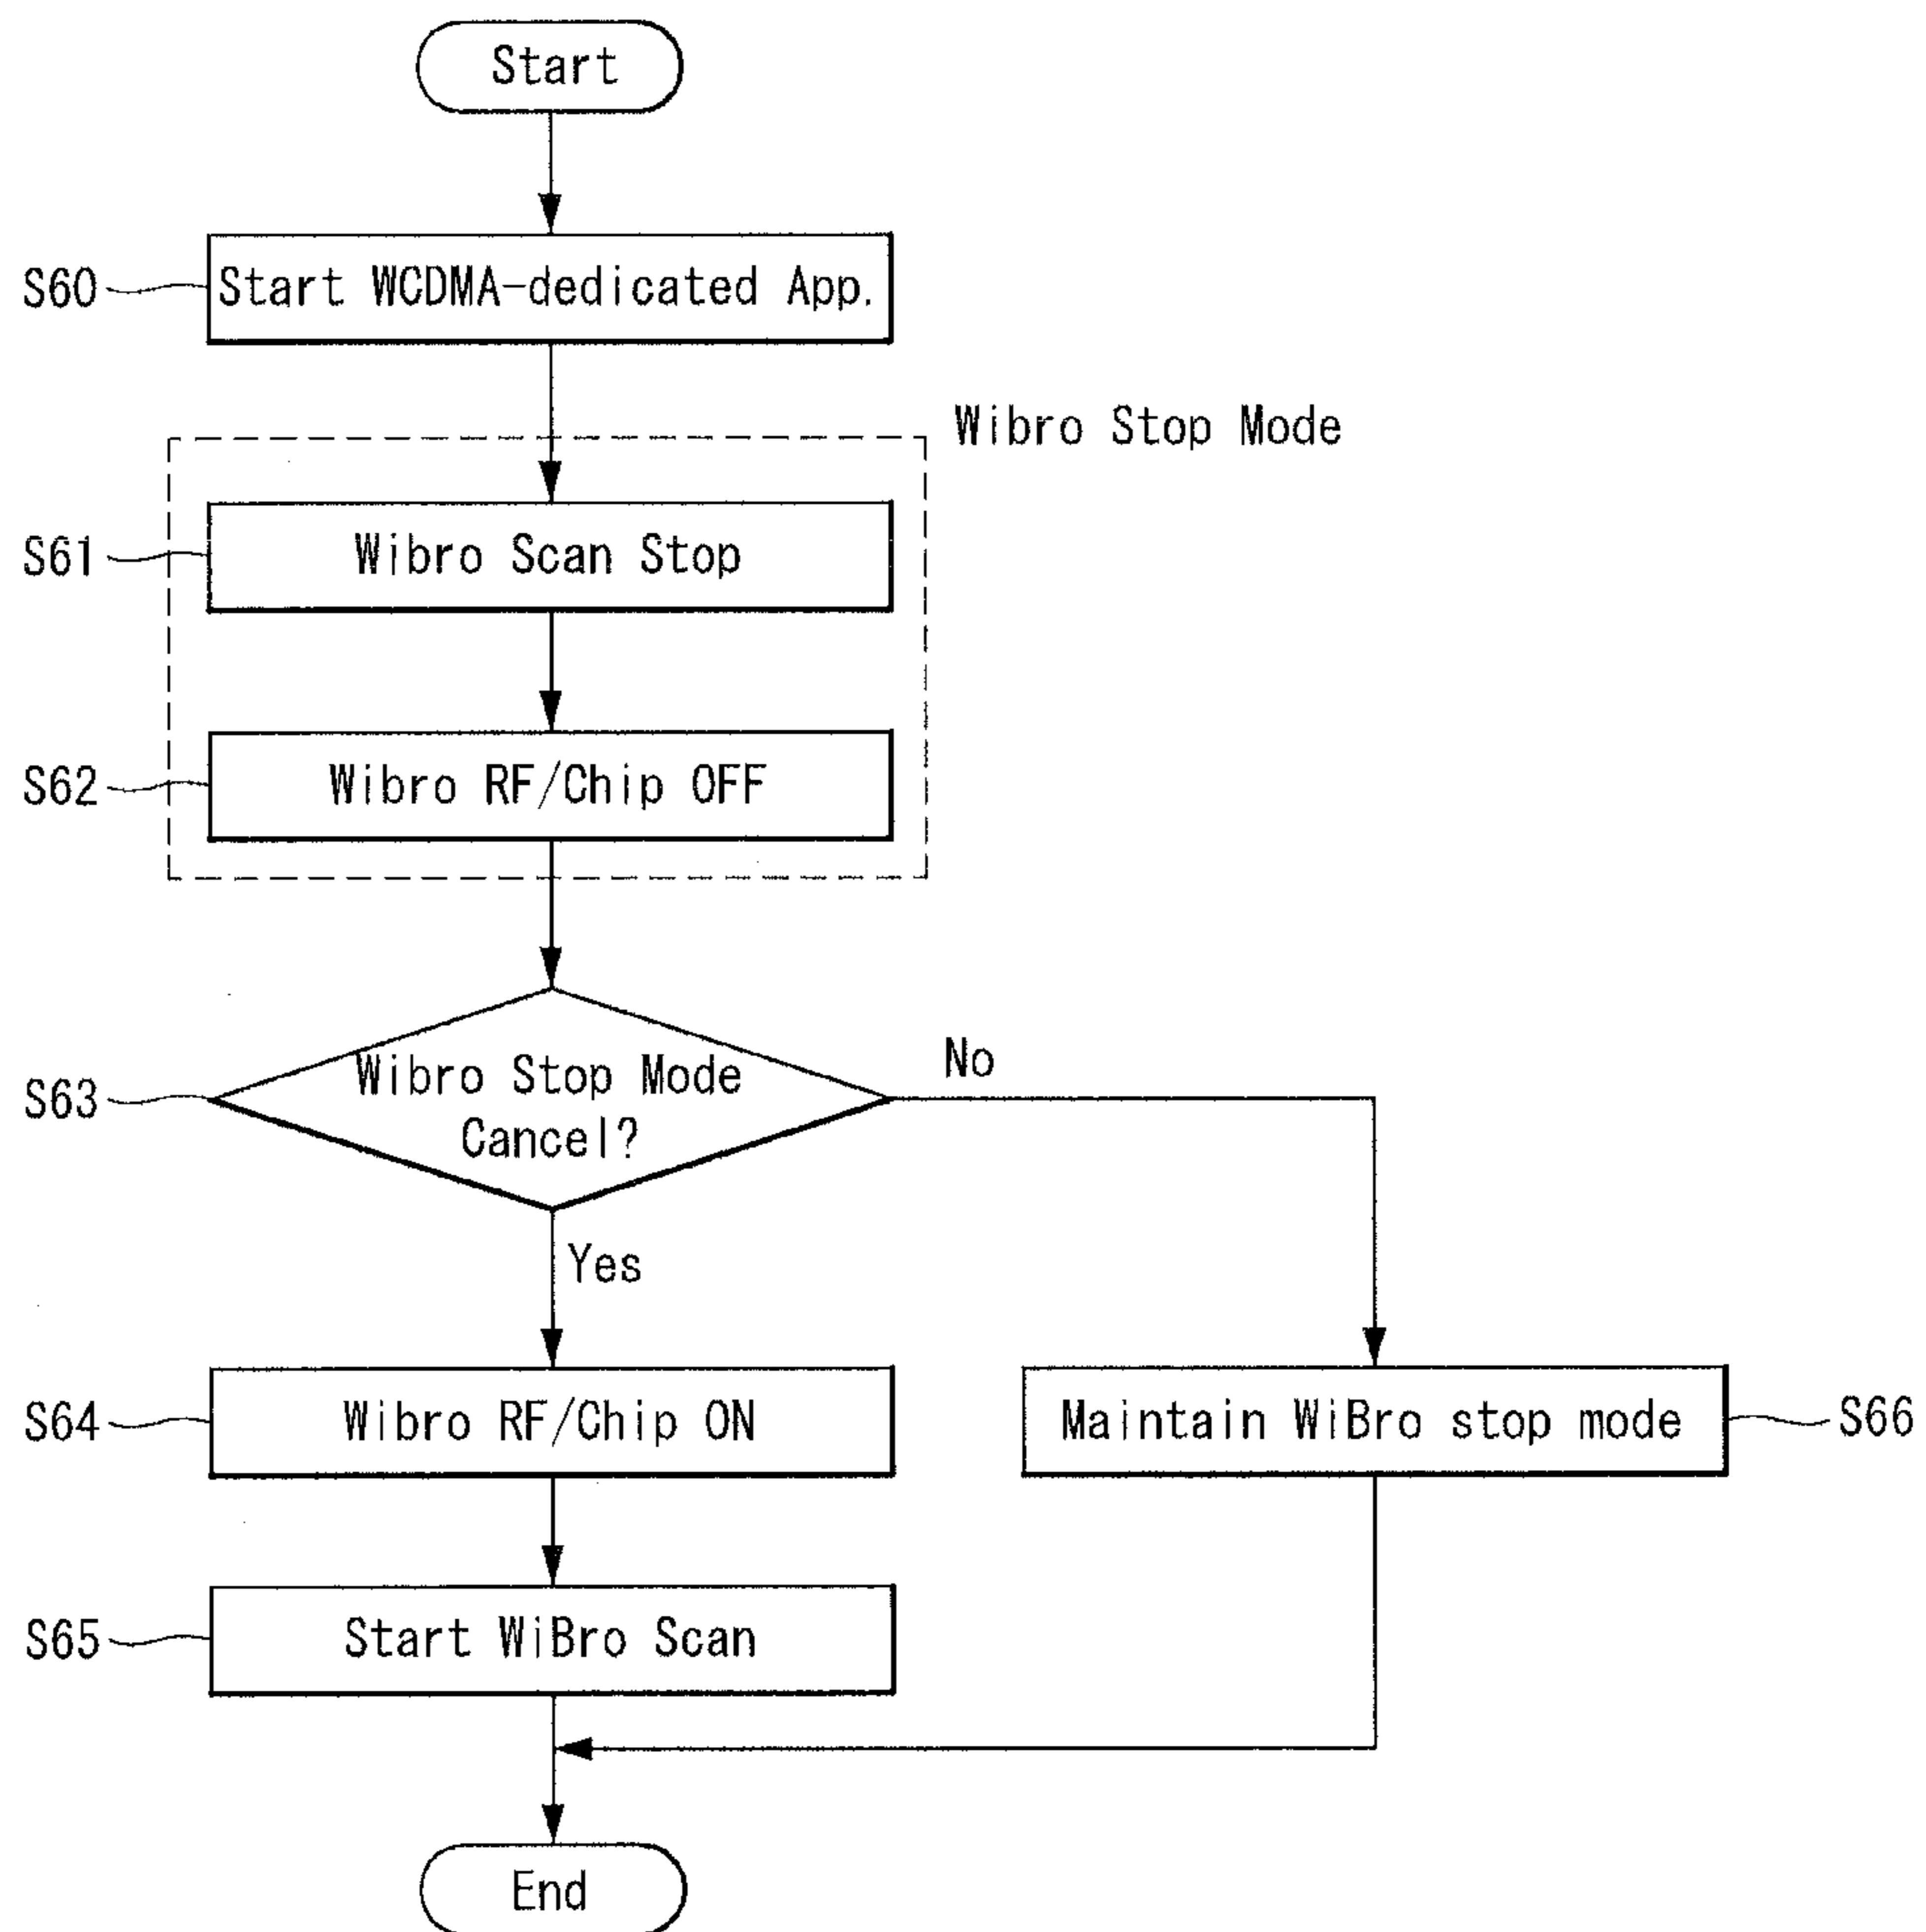 Start
S60
Start WCDMA-dedicated App.
Wibro Stop Mode
S61
Wibro Scan Stop
S62
Wibro RF/Chip OFF
S63
Wibro Stop Mode
Cancel?
No
Yes
S64
Wibro RF/Chip ON
Maintain WiBro stop mode
S66
S65
Start WiBro Scan
End